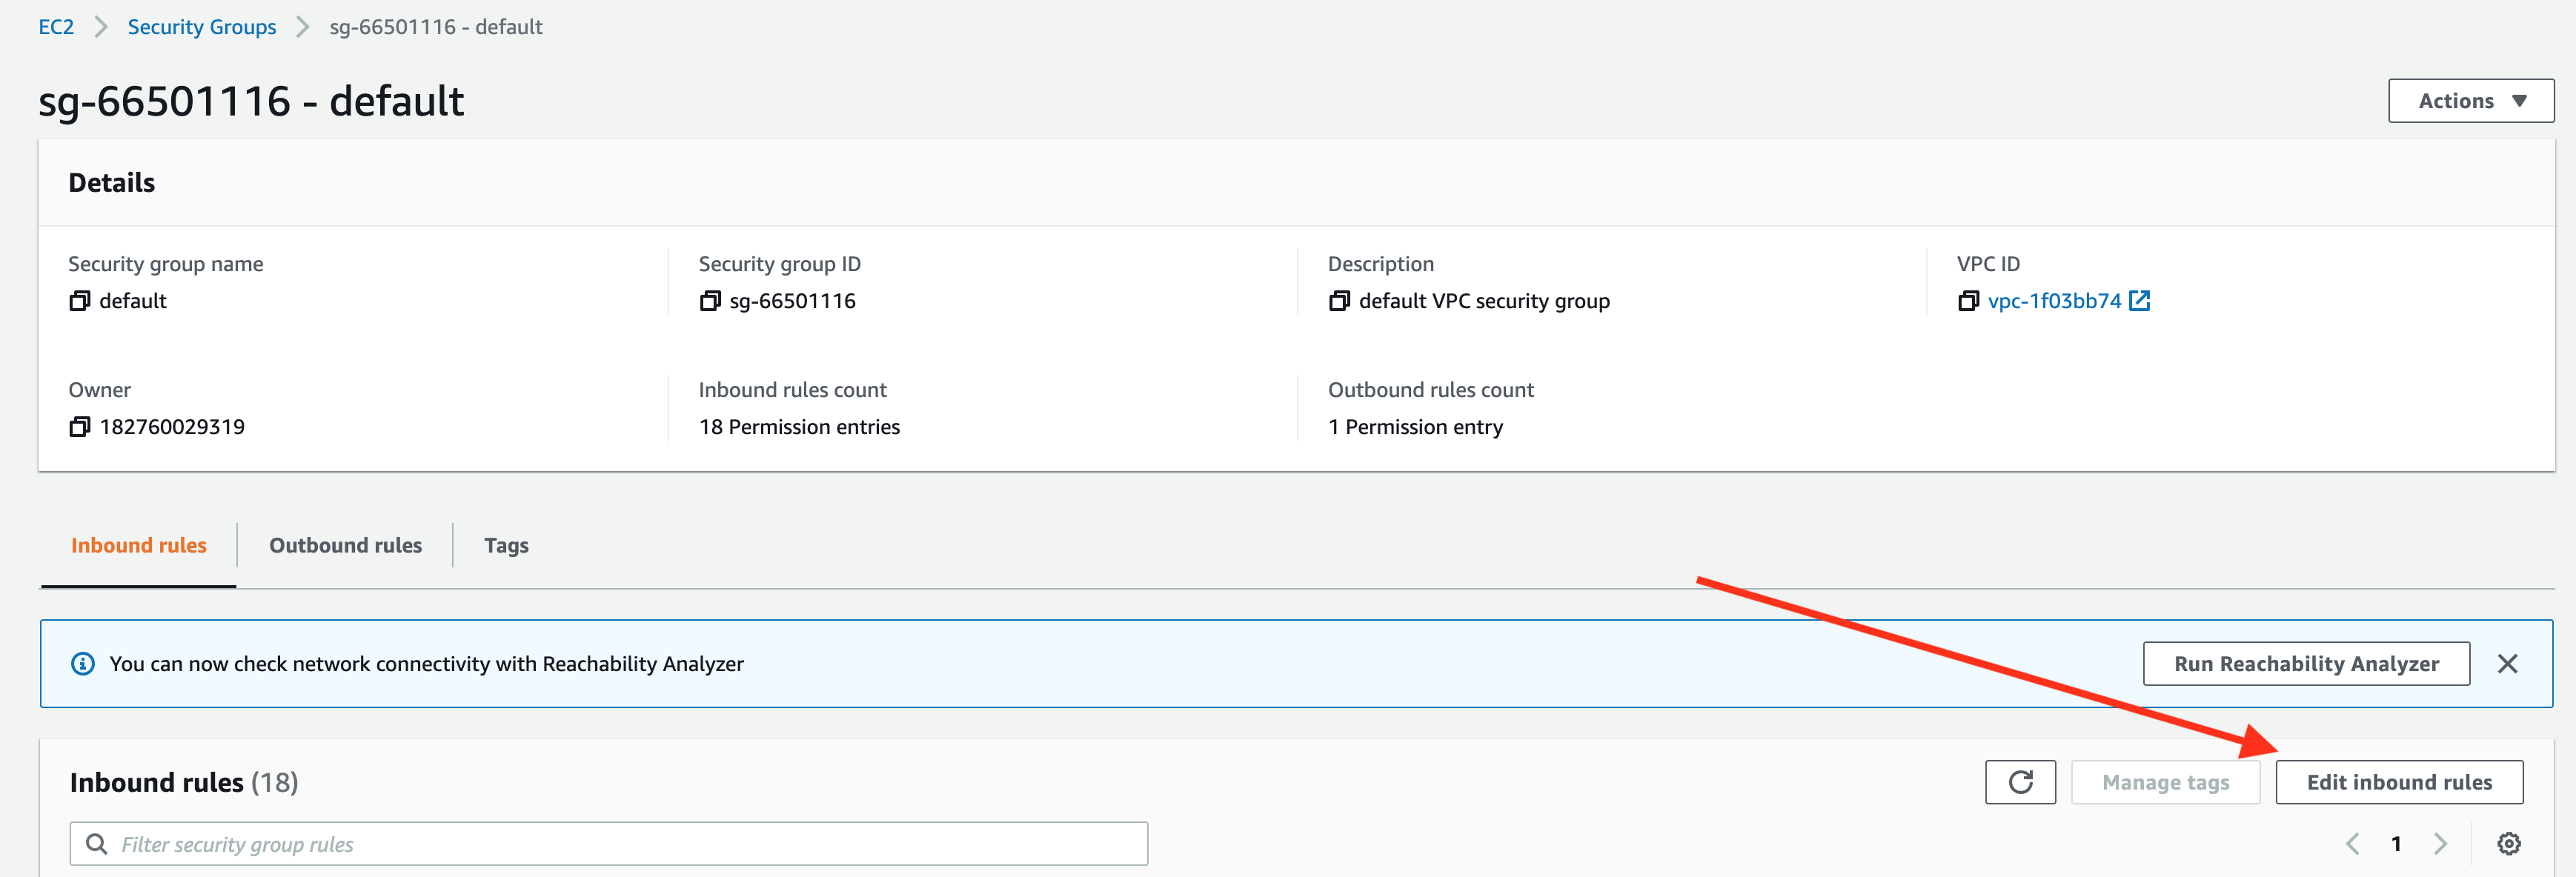 EC2 Security Groups sg-66501116 - default
sg-66501116 - default
Actions
Details
Security group name Security group ID Description VPC ID
default sg-66501116 default VPC security group vpc-1f03bb74
Owner Inbound rules count Outbound rules count
182760029319 18 Permission entries 1 Permission entry
Inbound rules Outbound rules Tags
You can now check network connectivity with Reachability Analyzer Run Reachability Analyzer
Inbound rules (18) Manage tags Edit inbound rules
Filter security group rules 1